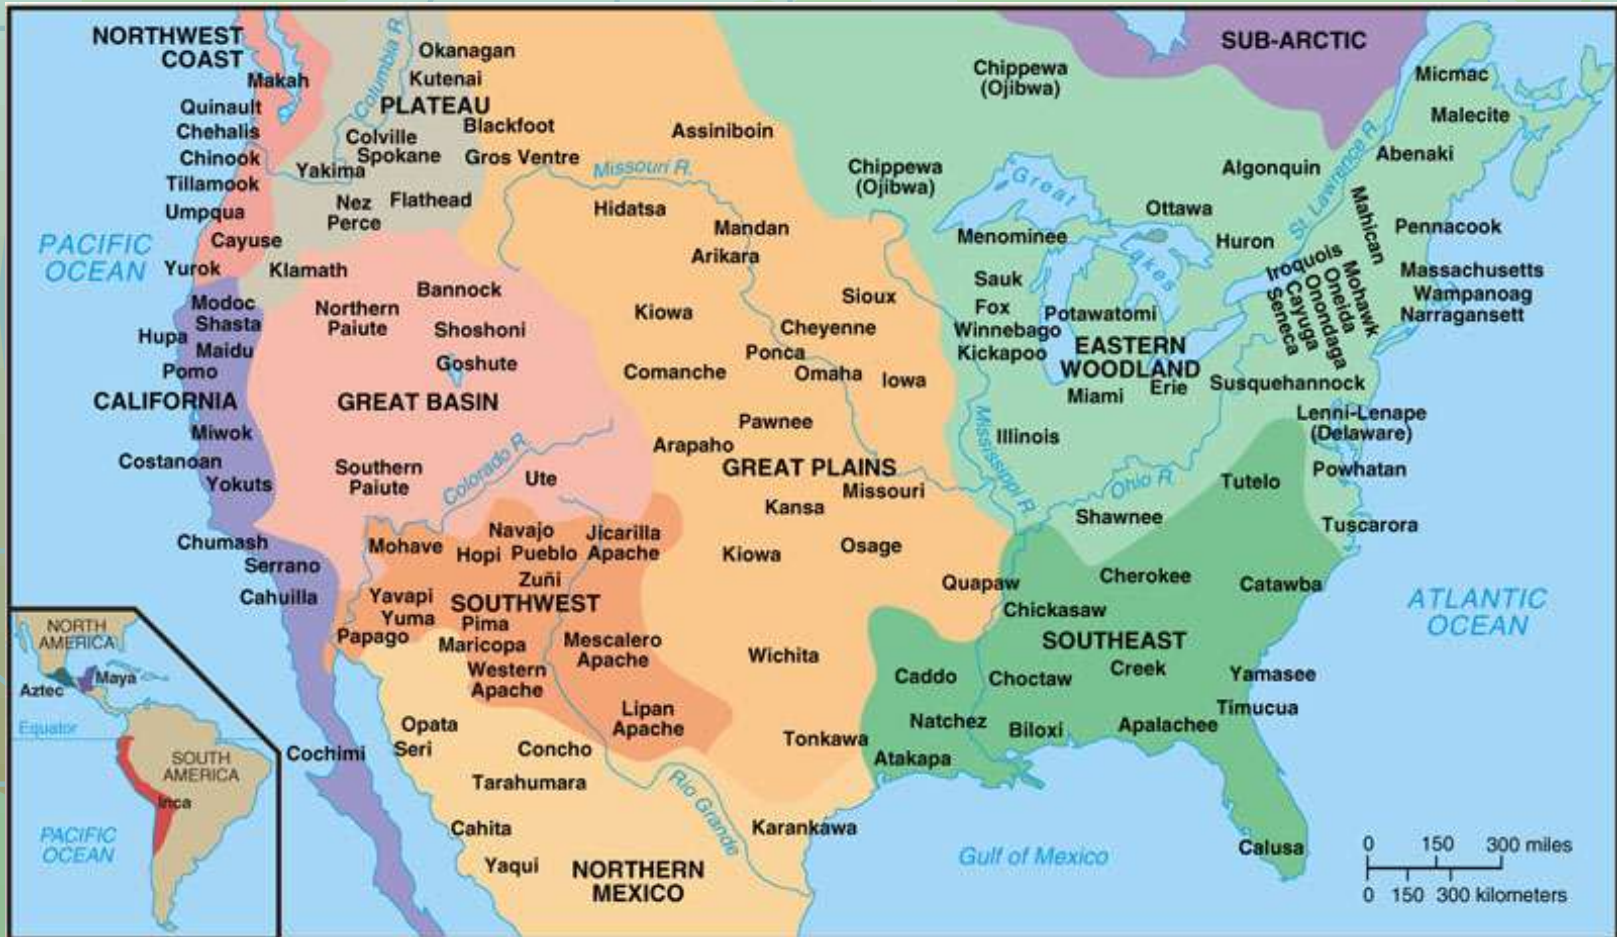 NORTHWEST
COAST
Makah
Quinault
Chehalis
Chinook
Tillamook
Umpqua
Cayuse
Yurok
PACIFIC
OCEAN
Columbia R.
Okanagan
Kutenai
PLATEAU
Colville
Spokane
Yakima
Nez
Perce
Flathead
Klamath
Blackfoot
Gros Ventre
Assiniboin
Missouri R.
Hidatsa
Mandan
Arikara
Kiowa
Sioux
Cheyenne
Ponca
Omaha
Iowa
Comanche
Pawnee
Arapaho
GREAT PLAINS
Missouri
Kansa
Kiowa
Osage
Quapaw
Wichita
Tonkawa
Modoc
Shasta
Hupa
Maidu
Pomo
CALIFORNIA
Miwok
Costanoan
Yokuts
Chumash
Serrano
Cahuilla
Cochimi
Northern
Paiute
Bannock
Shoshoni
Goshute
GREAT BASIN
Southern
Paiute
Colorado R.
Ute
Mohave
Navajo
Hopi
Pueblo
Jicarilla
Apache
Zuñi
Yavapi
SOUTHWEST
Yuma
Pima
Papago
Maricopa
Western
Apache
Mescalero
Apache
Lipan
Apache
Opata
Seri
Concho
Tarahumara
Cahita
Yaqui
Rio Grande
Karankawa
NORTHERN
MEXICO
SUB-ARCTIC
Chippewa
(Ojibwa)
Chippewa
(Ojibwa)
Micmac
Malecite
Abenaki
Algonquin
St. Lawrence R.
Great
Lakes
Ottawa
Huron
Menominee
Sauk
Fox
Winnebago
Kickapoo
Potawatomi
EASTERN
WOODLAND
Miami
Erie
Illinois
Mississippi R.
Ohio R.
Shawnee
Mahican
Pennacook
Iroquois
Mohawk
Oneida
Onondaga
Cayuga
Seneca
Massachusetts
Wampanoag
Narragansett
Susquehannock
Lenni-Lenape
(Delaware)
Powhatan
Tutelo
Tuscarora
Cherokee
Catawba
Chickasaw
SOUTHEAST
Creek
Caddo
Choctaw
Yamasee
Timucua
Natchez
Biloxi
Apalachee
Atakapa
Calusa
ATLANTIC
OCEAN
Gulf of Mexico
0 150 300 miles
0 150 300 kilometers
NORTH
AMERICA
Aztec
Maya
Equator
SOUTH
AMERICA
Inca
PACIFIC
OCEAN